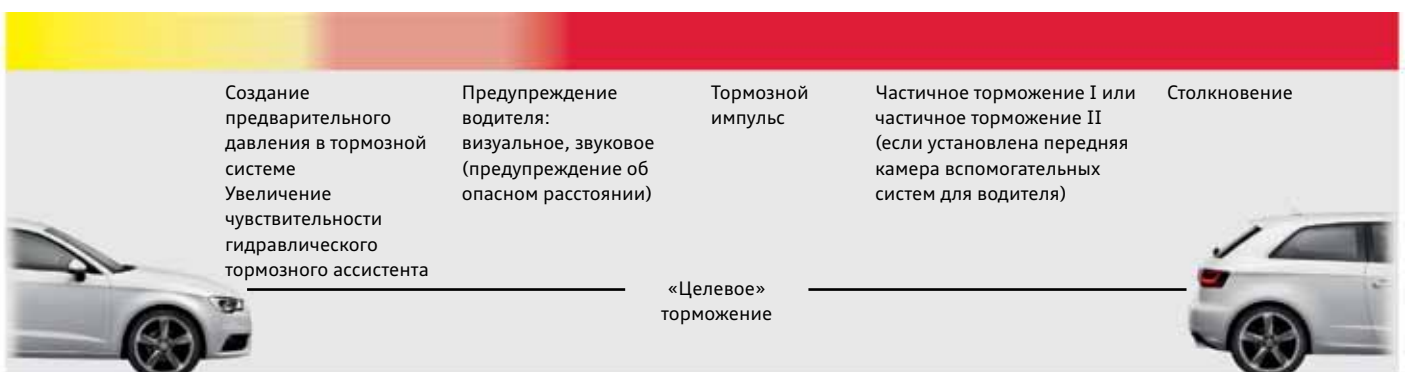 Создание
предварительного
давления в тормозной
системе
Увеличение
чувствительности
гидравлического
тормозного ассистента
Предупреждение
водителя:
визуальное, звуковое
(предупреждение об
опасном расстоянии)
Тормозной
импульс
Частичное торможение I или
частичное торможение II
(если установлена передняя
камера вспомогательных
систем для водителя)
Столкновение
«Целевое»
торможение